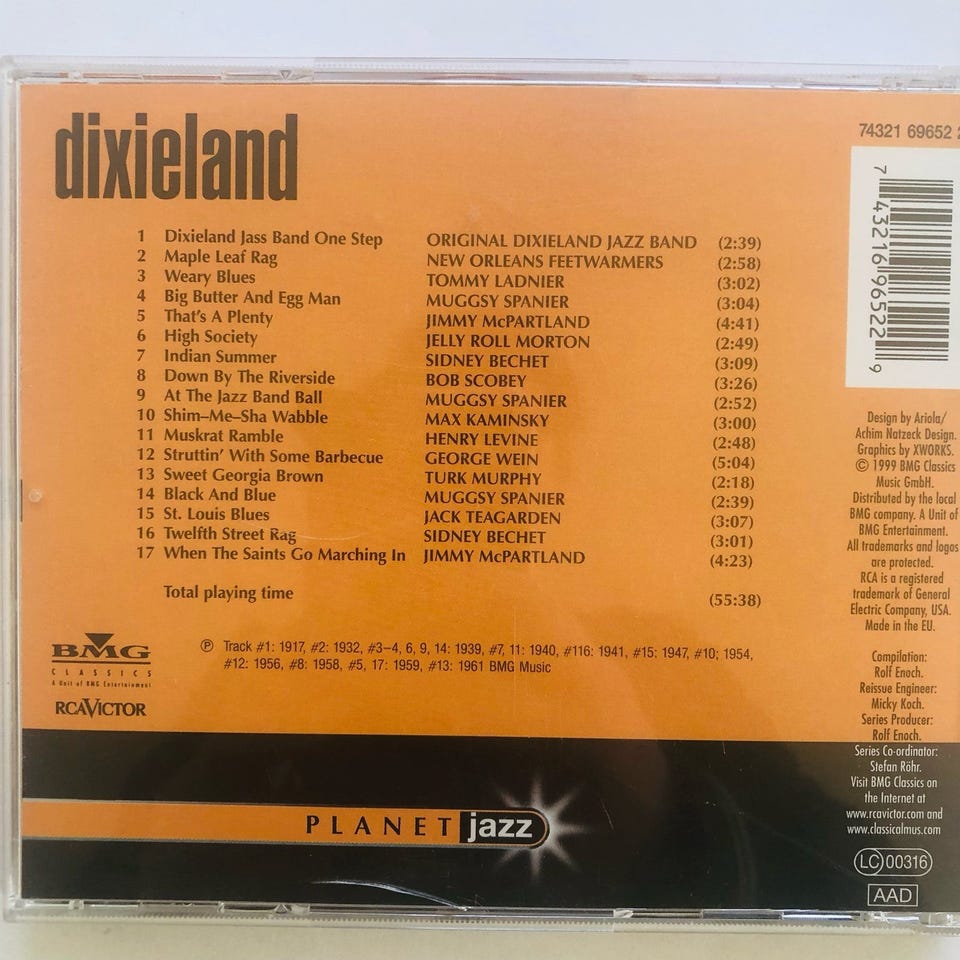 dixieland
1 Dixieland Jass Band One Step ORIGINAL DIXIELAND JAZZ BAND (2:39)
2 Maple Leaf Rag NEW ORLEANS FEETWARMERS (2:58)
3 Weary Blues TOMMY LADNIER (3:02)
4 Big Butter And Egg Man MUGGSY SPANIER (3:04)
5 That's A Plenty JIMMY McPARTLAND (4:41)
6 High Society JELLY ROLL MORTON (2:49)
7 Indian Summer SIDNEY BECHET (3:09)
8 Down By The Riverside BOB SCOBEY (3:26)
9 At The Jazz Band Ball MUGGSY SPANIER (2:52)
10 Shim–Me–Sha Wabble MAX KAMINSKY (3:00)
11 Muskrat Ramble HENRY LEVINE (2:48)
12 Struttin' With Some Barbecue GEORGE WEIN (5:04)
13 Sweet Georgia Brown TURK MURPHY (2:18)
14 Black And Blue MUGGSY SPANIER (2:39)
15 St. Louis Blues JACK TEAGARDEN (3:07)
16 Twelfth Street Rag SIDNEY BECHET (3:01)
17 When The Saints Go Marching In JIMMY McPARTLAND (4:23)
Total playing time (55:38)
℗ Track #1: 1917, #2: 1932, #3–4, 6, 9, 14: 1939, #7, 11: 1940, #116: 1941, #15: 1947, #10; 1954,
#12: 1956, #8: 1958, #5, 17: 1959, #13: 1961 BMG Music
BMG
CLASSICS
A Unit of BMG Entertainment
RCA VICTOR
PLANET jazz
74321 69652 2
7 43216 96522 9
Design by Ariola/
Achim Natzeck Design.
Graphics by XWORKS.
© 1999 BMG Classics
Music GmbH.
Distributed by the local
BMG company. A Unit of
BMG Entertainment.
All trademarks and logos
are protected.
RCA is a registered
trademark of General
Electric Company, USA.
Made in the EU.
Compilation:
Rolf Enoch.
Reissue Engineer:
Micky Koch.
Series Producer:
Rolf Enoch.
Series Co-ordinator:
Stefan Röhr.
Visit BMG Classics on
the Internet at
www.rcavictor.com and
www.classicalmus.com
LC 00316
AAD